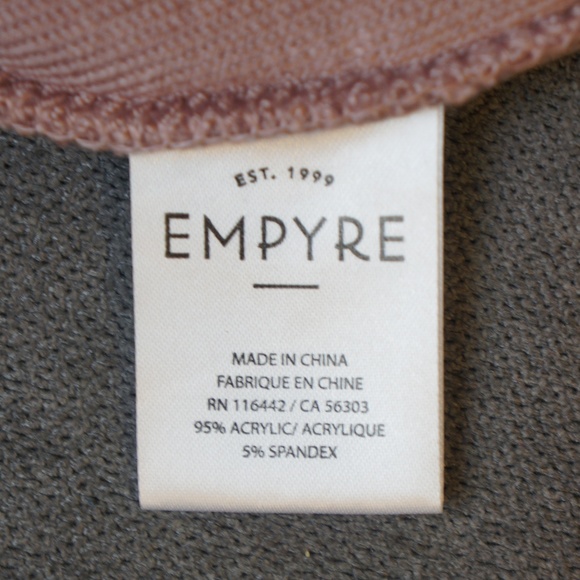 EST. 1999
EMPYRE
MADE IN CHINA
FABRIQUE EN CHINE
RN 116442 / CA 56303
95% ACRYLIC/ ACRYLIQUE
5% SPANDEX